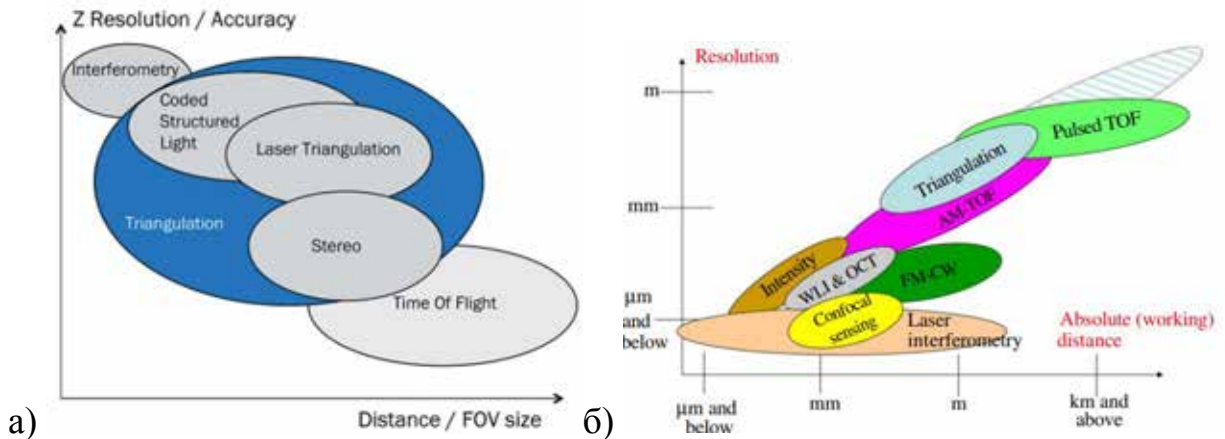 Z Resolution / Accuracy
Interferometry
Coded
Structured
Light
Laser Triangulation
Triangulation
Stereo
Time Of Flight
Distance / FOV size
а)
Resolution
m
mm
μm
and
below
Pulsed TOF
Triangulation
AM-TOF
Intensity
WLI & OCT
FM-CW
Confocal
sensing
Laser
interferometry
Absolute (working)
distance
μm and
below
mm
m
km and
above
б)